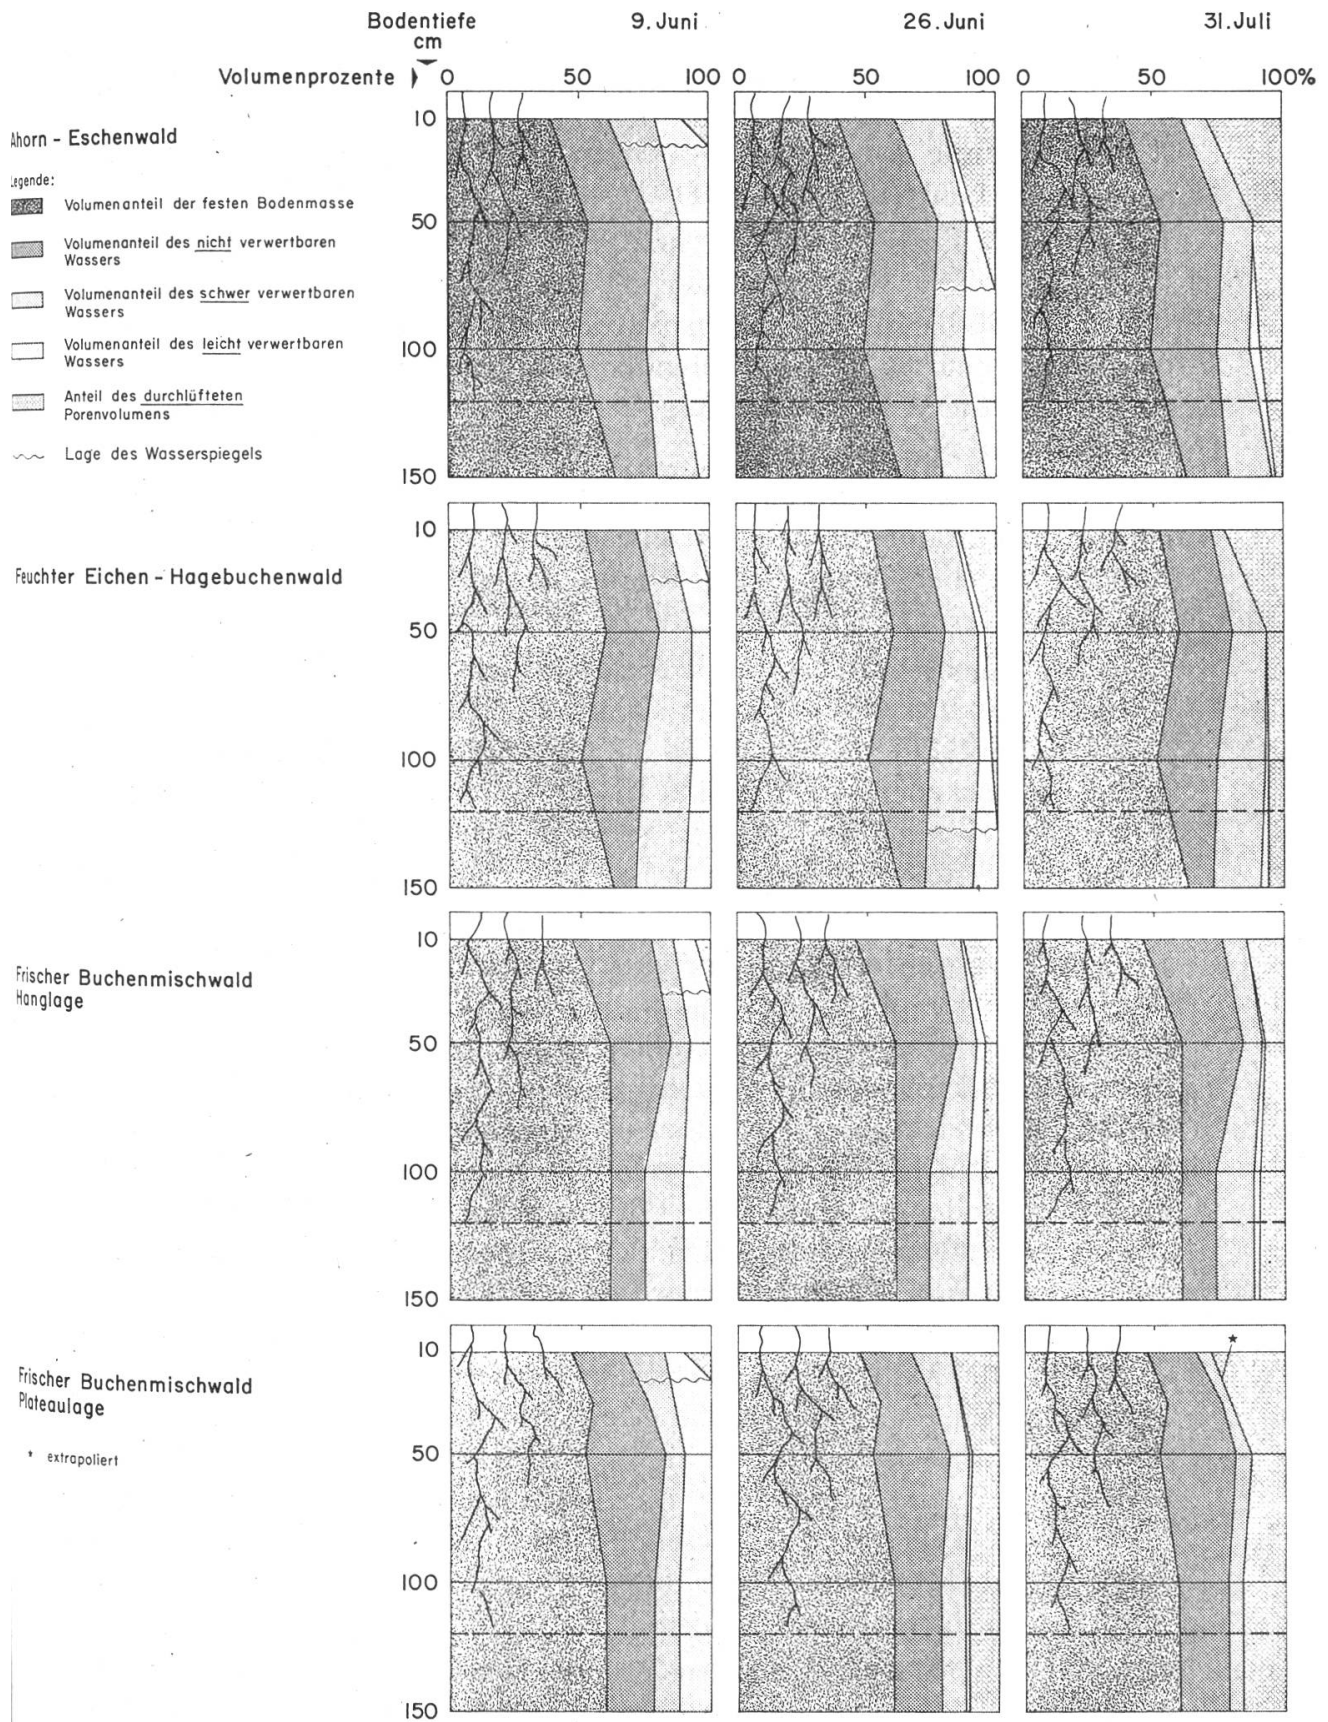 Bodentiefe 9. Juni 26. Juni 31. Juli
cm
Volumenprozente 0 50 100 0 50 100 0 50 100%
10
Ahorn - Eschenwald
Legende:
Volumenanteil der festen Bodenmasse
50
Volumenanteil des nicht verwertbaren
Wassers
Volumenanteil des schwer verwertbaren
Wassers
Volumenanteil des leicht verwertbaren
Wassers
100
Anteil des durchlüfteten
Porenvolumens
Lage des Wasserspiegels
150
10
Feuchter Eichen - Hagebuchenwald
50
100
150
10
Frischer Buchenmischwald
Hanglage
50
100
150
*
10
Frischer Buchenmischwald
Plateaulage
* extrapoliert
50
100
150